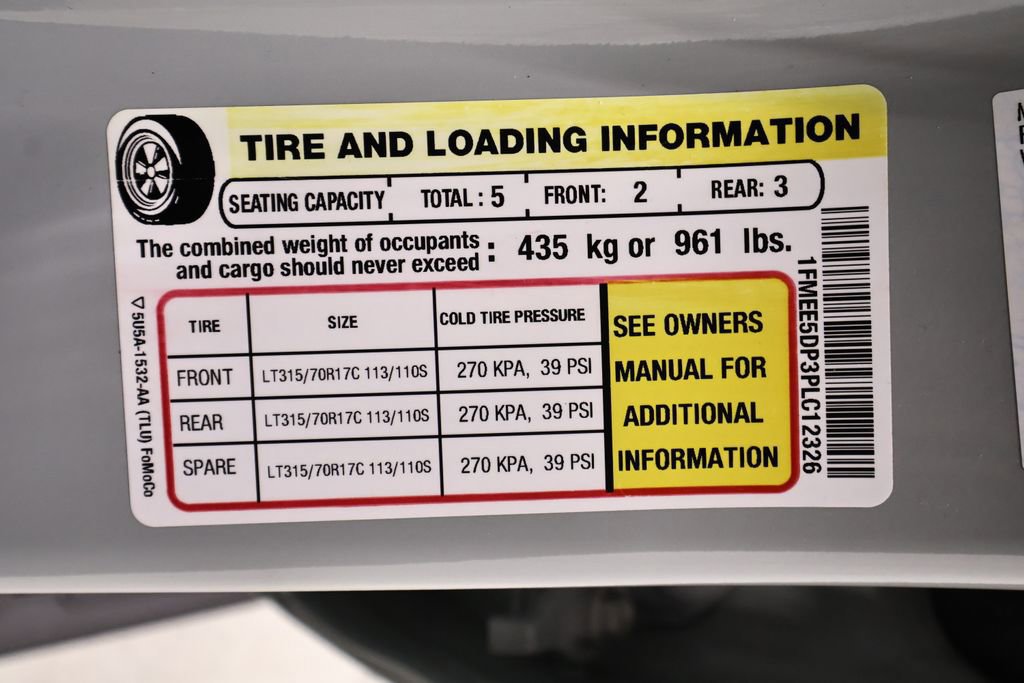 TIRE AND LOADING INFORMATION
SEATING CAPACITY TOTAL : 5 FRONT: 2 REAR: 3
The combined weight of occupants
and cargo should never exceed : 435 kg or 961 lbs.
TIRE SIZE COLD TIRE PRESSURE
FRONT LT315/70R17C 113/110S 270 KPA, 39 PSI
REAR LT315/70R17C 113/110S 270 KPA, 39 PSI
SPARE LT315/70R17C 113/110S 270 KPA, 39 PSI
SEE OWNERS
MANUAL FOR
ADDITIONAL
INFORMATION
1FMEE5DP3PLC12326
5U5A-1532-AA (TLU) FoMoCo